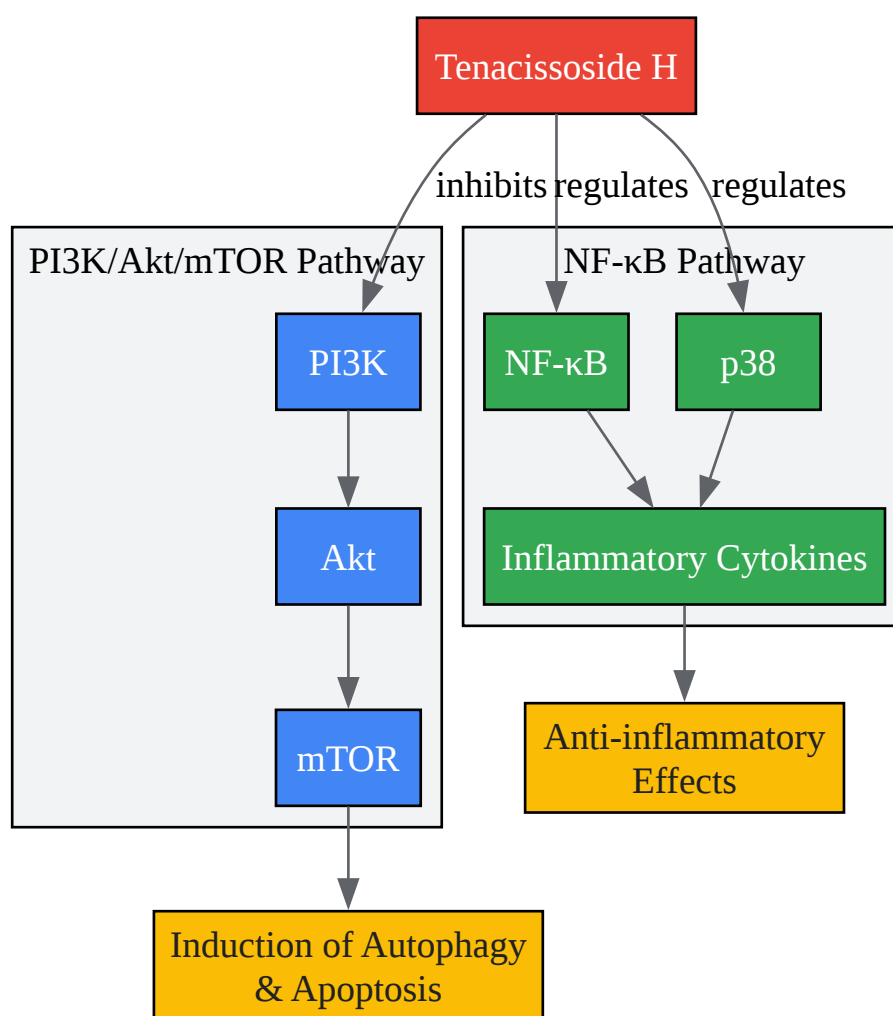 Tenacissoside H
inhibits
regulates
regulates
PI3K/Akt/mTOR Pathway
NF-κB Pathway
PI3K
NF-κB
p38
Akt
Inflammatory Cytokines
mTOR
Anti-inflammatory
Effects
Induction of Autophagy
& Apoptosis